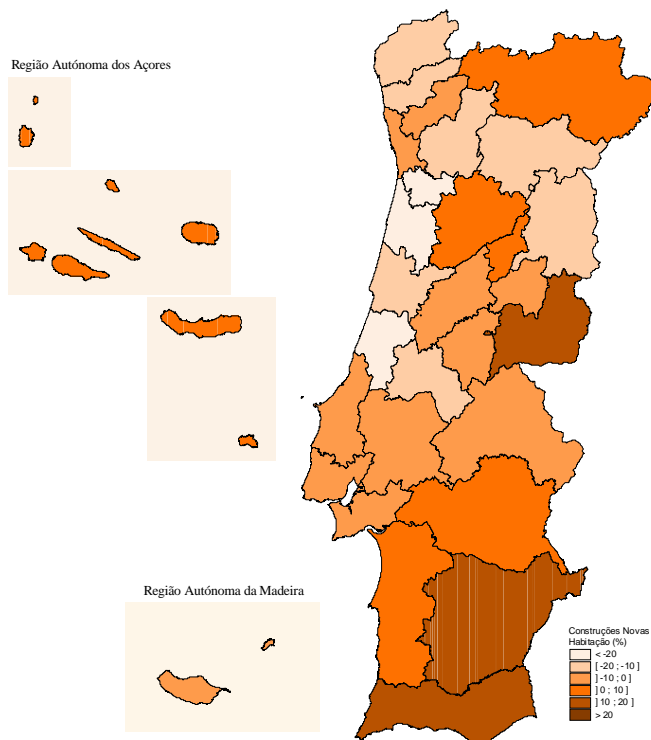 Região Autónoma dos Açores
Região Autónoma da Madeira
Construções Novas
Habitação (%)
< -20
[ -20 ; -10 ]
] -10 ; 0 ]
] 0 ; 10 ]
] 10 ; 20 ]
> 20